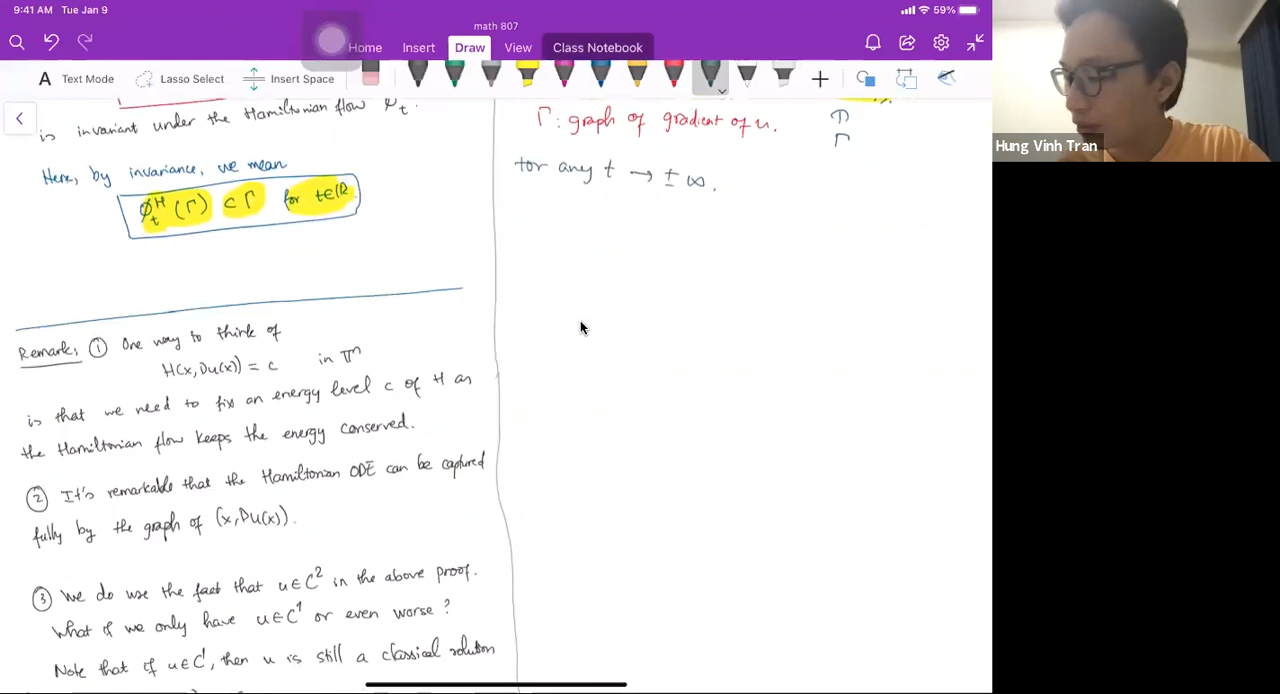 9:41 AM Tue Jan 9
59%
math 807
Home Insert Draw View Class Notebook
A Text Mode Lasso Select Insert Space
is invariant under the Hamiltonian flow φ_t.
Here, by invariance, we mean
φ_t^H (Γ) ⊂ Γ for t∈ℝ
Remark: ① One way to think of
H(x, Du(x)) = c in 𝕋ⁿ
is that we need to fix an energy level c of H as
the Hamiltonian flow keeps the energy conserved.
② It's remarkable that the Hamiltonian ODE can be captured
fully by the graph of (x, Du(x)).
③ We do use the fact that u∈C² in the above proof.
What if we only have u∈C¹ or even worse?
Note that if u∈C¹, then u is still a classical solution
Γ: graph of gradient of u.
Γ
for any t → ± ∞.
Hung Vinh Tran